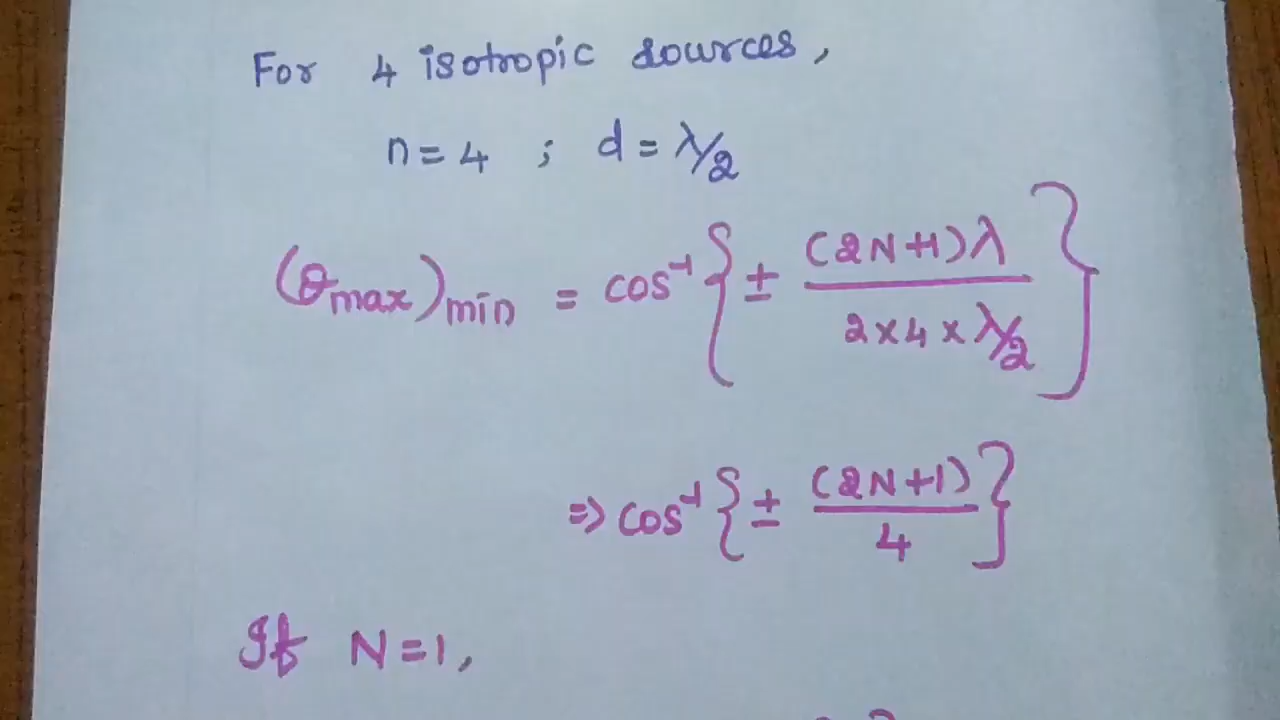 For 4 isotropic sources,
n = 4 ; d = λ/2
(θmax)min = cos⁻¹ { ± (2N+1)λ / 2×4×λ/2 }
⇒ cos⁻¹ { ± (2N+1) / 4 }
If N = 1,